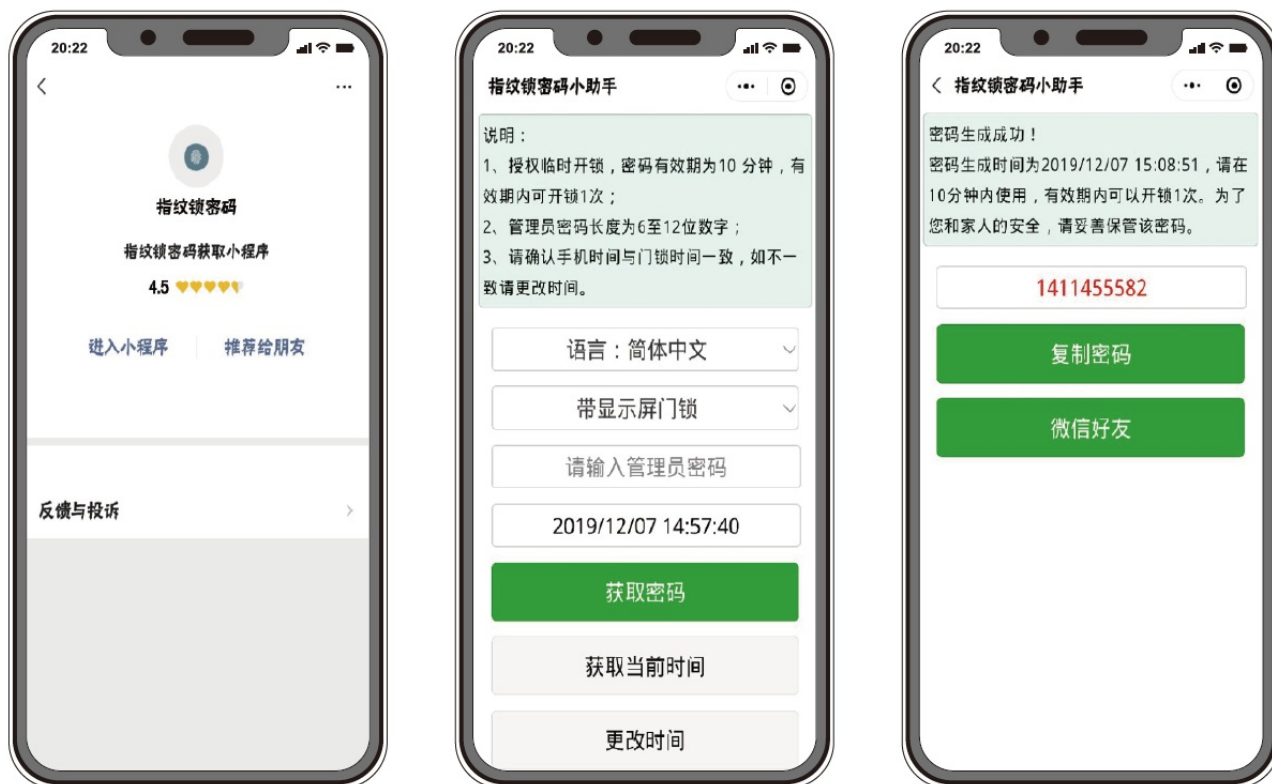 20:22
指纹锁密码
指纹锁密码获取小程序
4.5
进入小程序
推荐给朋友
反馈与投诉
20:22
指纹锁密码小助手
说明：
1、授权临时开锁，密码有效期为10 分钟，有
效期内可开锁1次；
2、管理员密码长度为6至12位数字；
3、请确认手机时间与门锁时间一致，如不一
致请更改时间。
语言：简体中文
带显示屏门锁
请输入管理员密码
2019/12/07 14:57:40
获取密码
获取当前时间
更改时间
20:22
指纹锁密码小助手
密码生成成功！
密码生成时间为2019/12/07 15:08:51，请在
10分钟内使用，有效期内可以开锁1次。为了
您和家人的安全，请妥善保管该密码。
1411455582
复制密码
微信好友